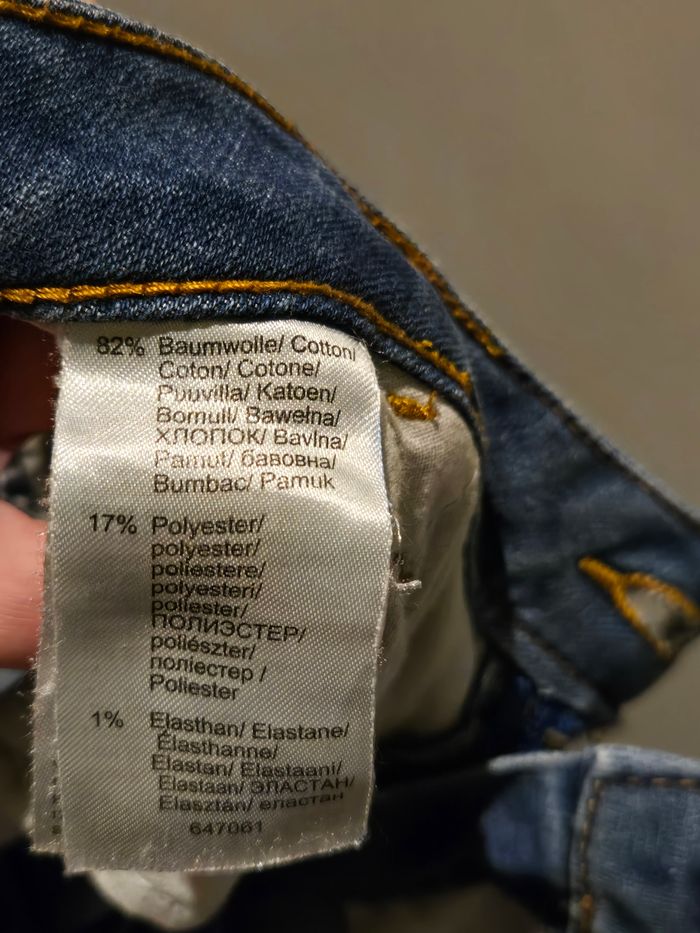 82% Baumwolle/ Cotton/
Coton/ Cotone/
Puuvilla/ Katoen/
Bomull/ Bawełna/
ХЛОПОК/ Bavlna/
Pamut/ бавовна/
Bumbac/ Pamuk
17% Polyester/
polyester/
poliestere/
polyesteri/
poliester/
ПОЛИЭСТЕР/
poliészter/
поліестер /
Poliester
1% Elasthan/ Elastane/
Élasthanne/
Elastan/ Elastaani/
Elastaan/ ЭЛАСТАН/
Elasztán/ еластан
647061